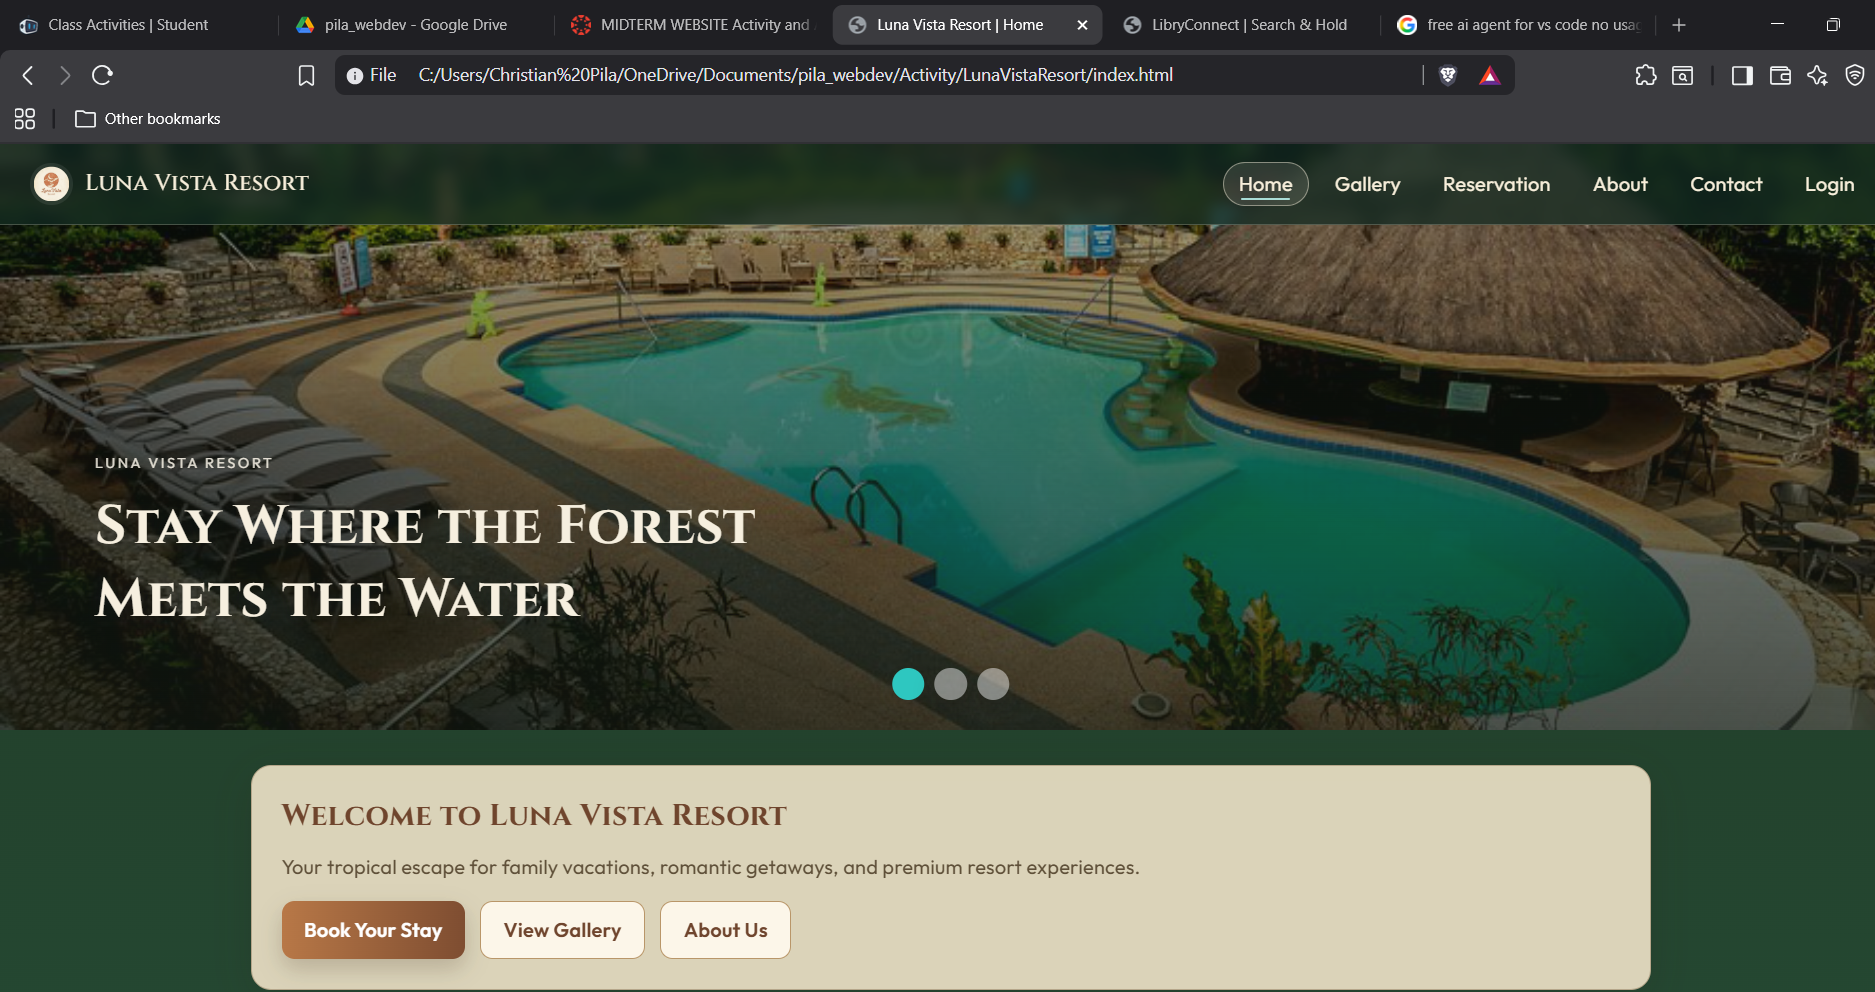 Class Activities | Student
pila_webdev - Google Drive
MIDTERM WEBSITE Activity and
Luna Vista Resort | Home
LibryConnect | Search & Hold
free ai agent for vs code no usag
File
C:/Users/Christian%20Pila/OneDrive/Documents/pila_webdev/Activity/LunaVistaResort/index.html
Other bookmarks
Luna Vista Resort
Home
Gallery
Reservation
About
Contact
Login
LUNA VISTA RESORT
Stay Where the Forest
Meets the Water
Welcome to Luna Vista Resort
Your tropical escape for family vacations, romantic getaways, and premium resort experiences.
Book Your Stay
View Gallery
About Us